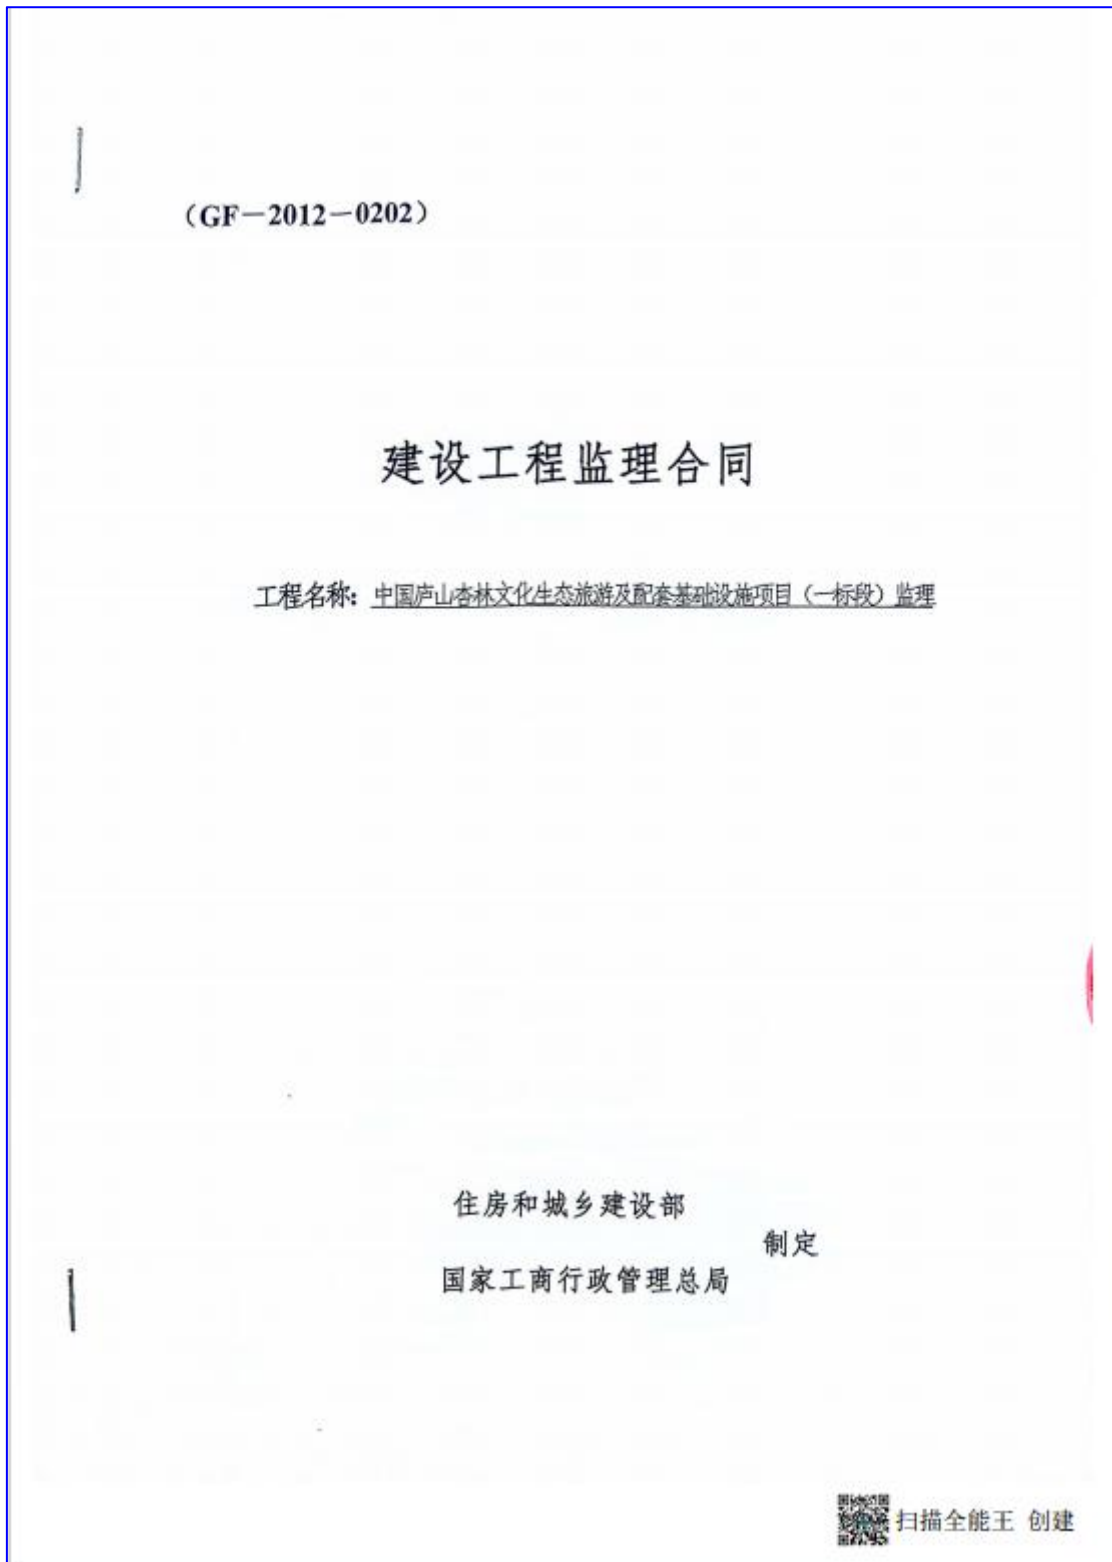 （GF－2012－0202）
建设工程监理合同
工程名称：中国庐山杏林文化生态旅游及配套基础设施项目（一标段）监理
住房和城乡建设部
制定
国家工商行政管理总局
扫描全能王 创建